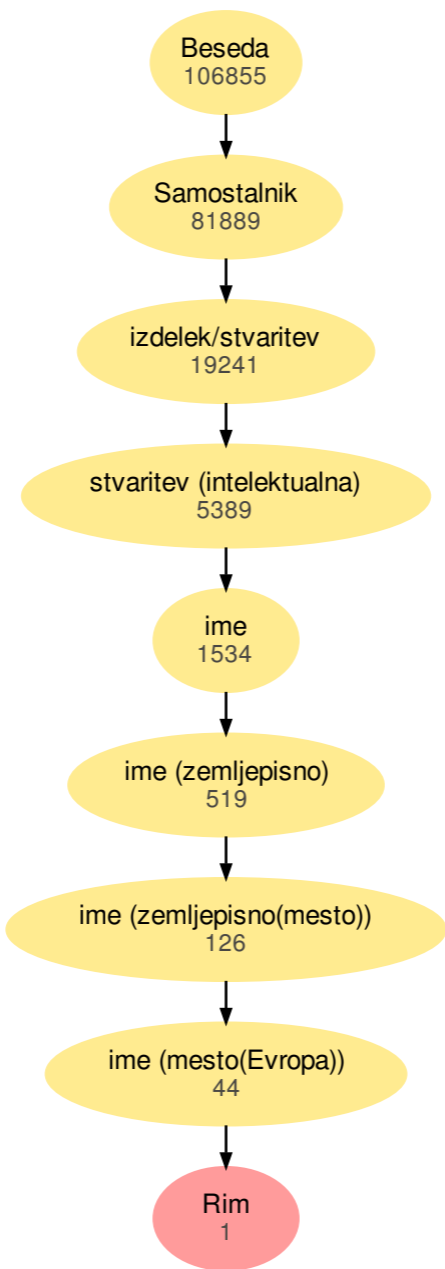 Beseda
106855
Samostalnik
81889
izdelek/stvaritev
19241
stvaritev (intelektualna)
5389
ime
1534
ime (zemljepisno)
519
ime (zemljepisno(mesto))
126
ime (mesto(Evropa))
44
Rim
1